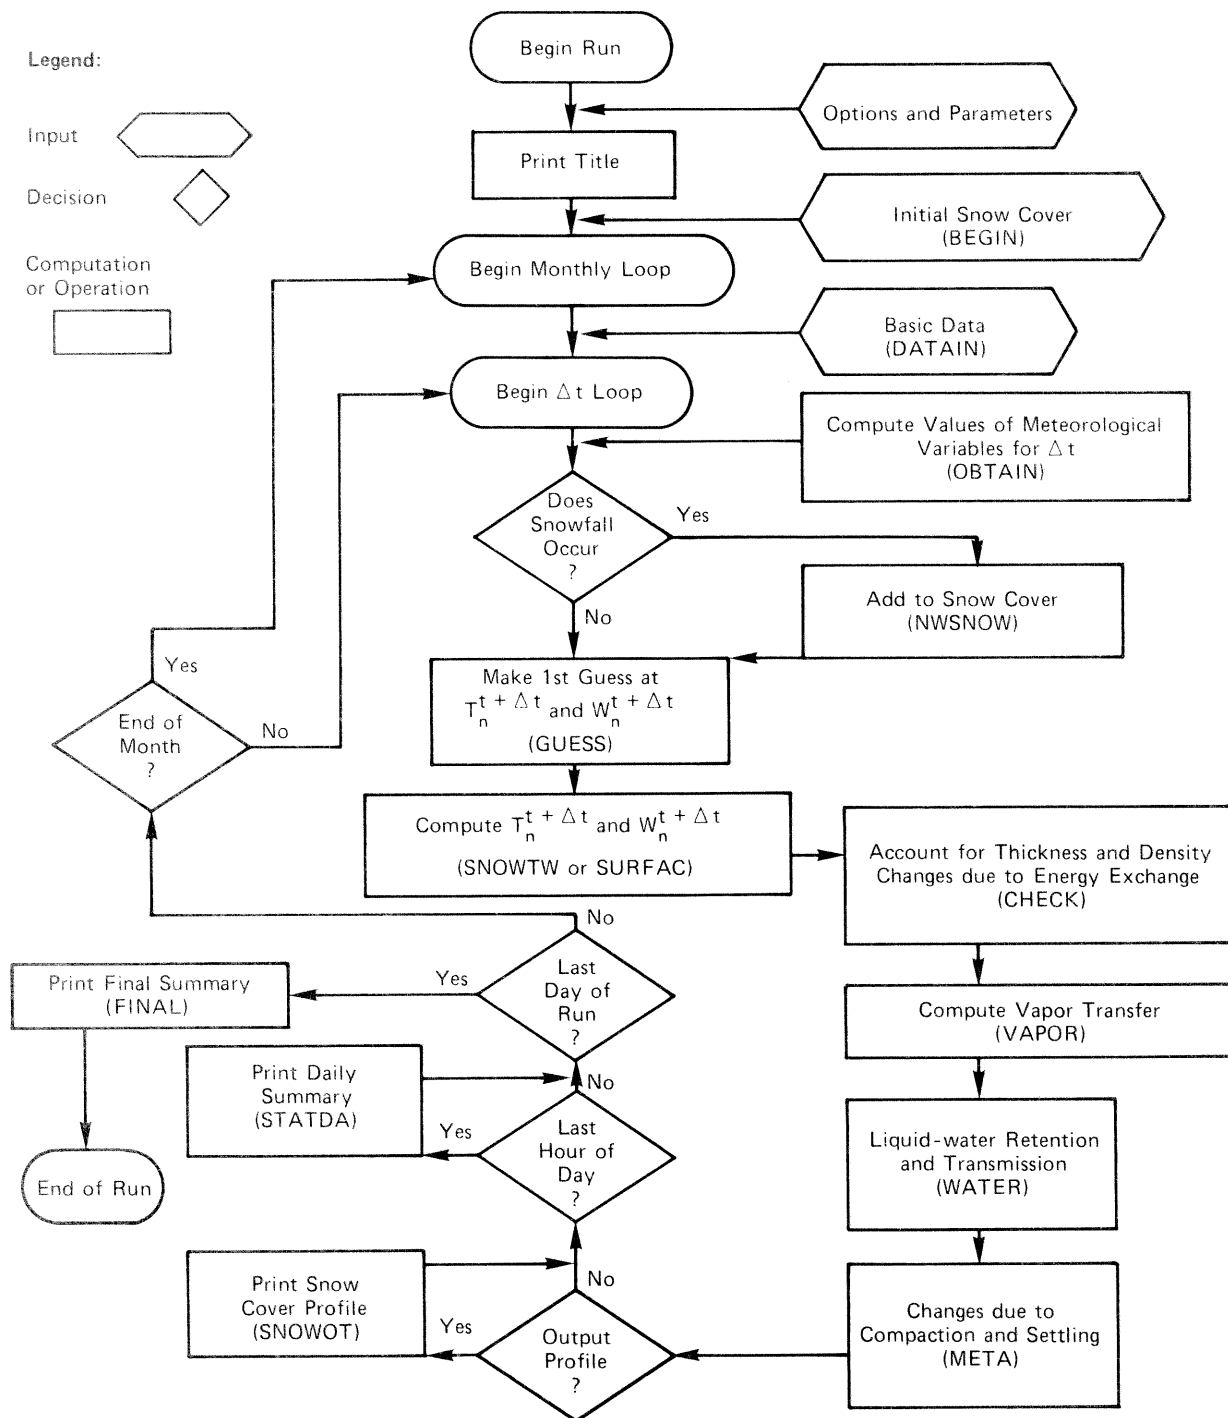 Legend:
Input
Decision
Computation
or Operation
Begin Run
Options and Parameters
Print Title
Initial Snow Cover
(BEGIN)
Begin Monthly Loop
Basic Data
(DATAIN)
Begin Δt Loop
Compute Values of Meteorological
Variables for Δt
(OBTAIN)
Does
Snowfall
Occur
?
Yes
No
Add to Snow Cover
(NWSNOW)
Make 1st Guess at
T_n^{t + Δt} and W_n^{t + Δt}
(GUESS)
Yes
End of
Month
?
No
Compute T_n^{t + Δt} and W_n^{t + Δt}
(SNOWTW or SURFAC)
Account for Thickness and Density
Changes due to Energy Exchange
(CHECK)
No
Last
Day of
Run
?
Yes
Print Final Summary
(FINAL)
Compute Vapor Transfer
(VAPOR)
Print Daily
Summary
(STATDA)
No
Yes
Last
Hour of
Day
?
Liquid-water Retention
and Transmission
(WATER)
End of Run
Print Snow
Cover Profile
(SNOWOT)
No
Yes
Output
Profile
?
Changes due to
Compaction and Settling
(META)